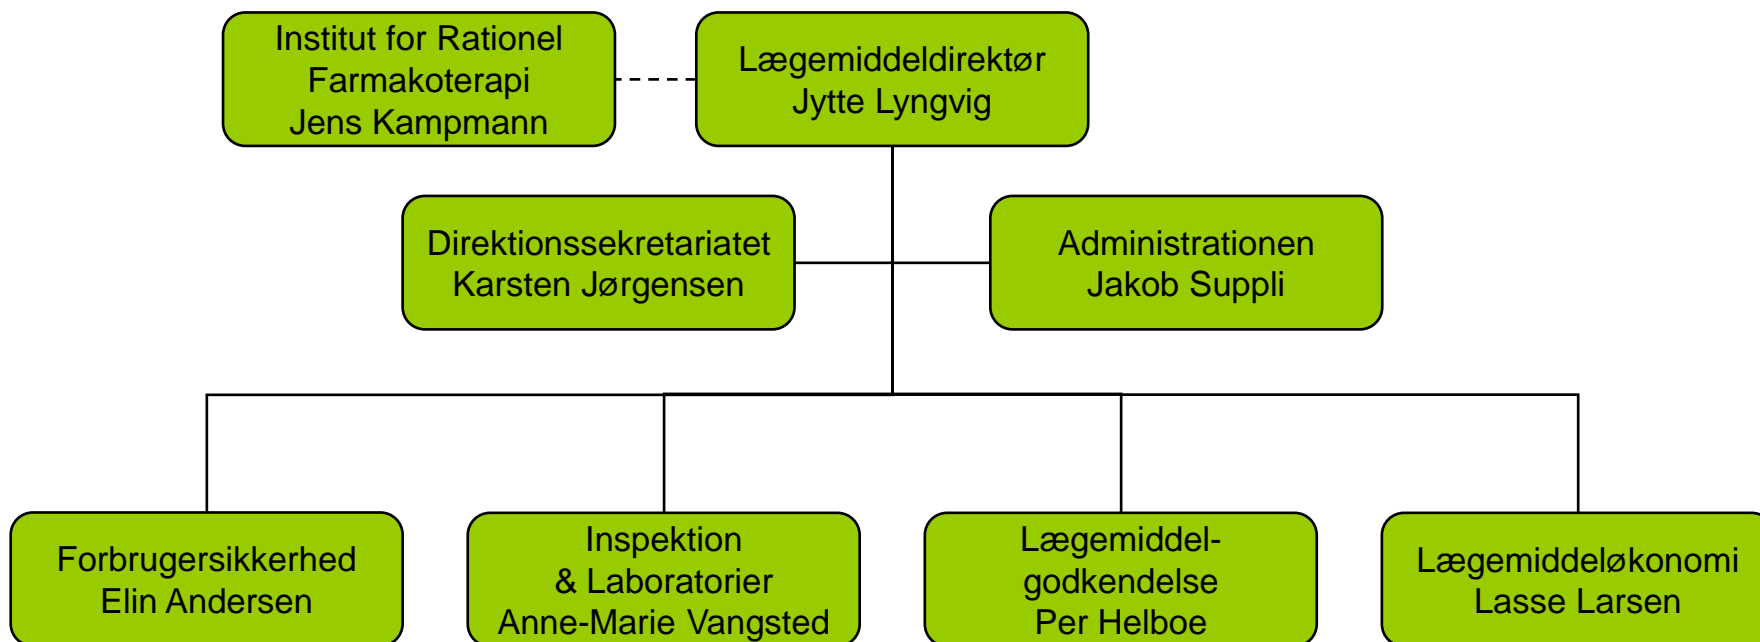 Institut for Rationel
Farmakoterapi
Jens Kampmann
Lægemiddeldirektør
Jytte Lyngvig
Direktionssekretariatet
Karsten Jørgensen
Administrationen
Jakob Suppli
Forbrugersikkerhed
Elin Andersen
Inspektion
& Laboratorier
Anne-Marie Vangsted
Lægemiddel-
godkendelse
Per Helboe
Lægemiddeløkonomi
Lasse Larsen